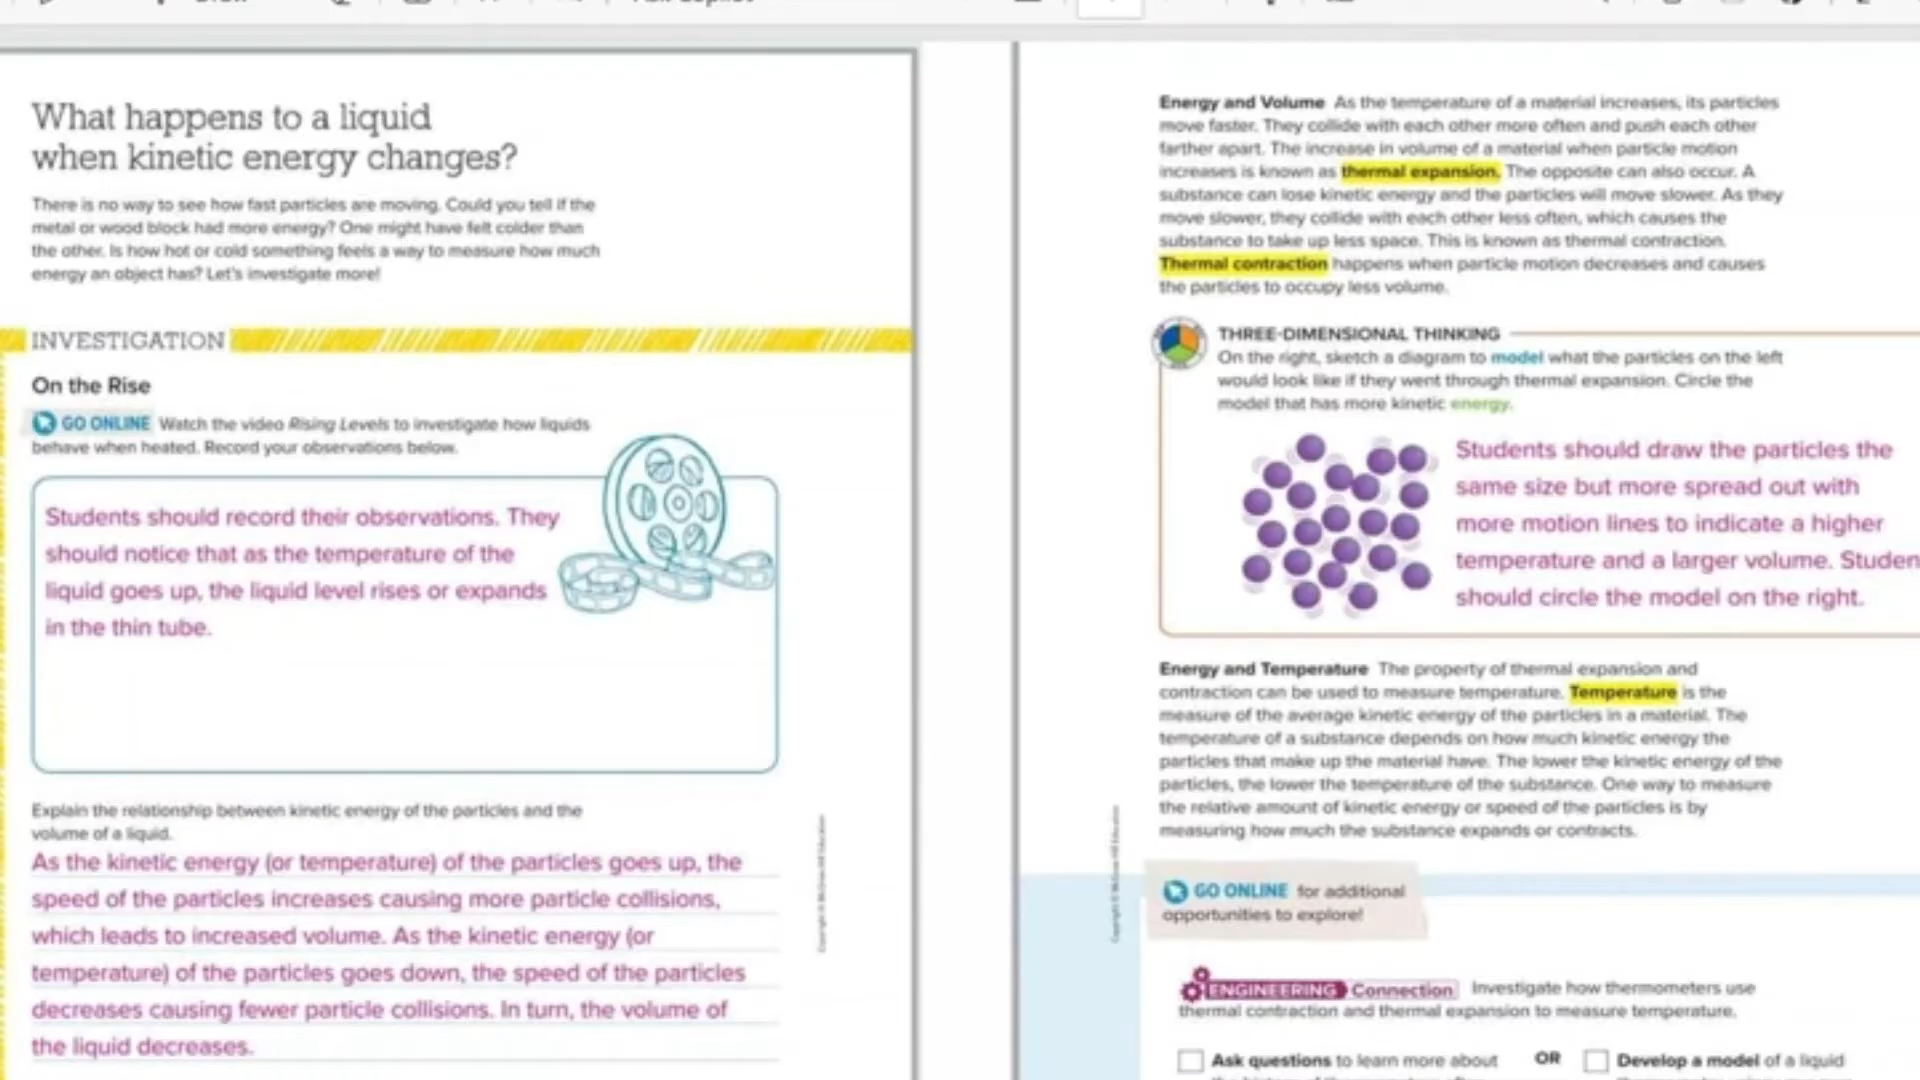 What happens to a liquid
when kinetic energy changes?
There is no way to see how fast particles are moving. Could you tell if the
metal or wood block had more energy? One might have felt colder than
the other. Is how hot or cold something feels a way to measure how much
energy an object has? Let's investigate more!
INVESTIGATION
On the Rise
GO ONLINE Watch the video Rising Levels to investigate how liquids
behave when heated. Record your observations below.
Students should record their observations. They
should notice that as the temperature of the
liquid goes up, the liquid level rises or expands
in the thin tube.
Explain the relationship between kinetic energy of the particles and the
volume of a liquid.
As the kinetic energy (or temperature) of the particles goes up, the
speed of the particles increases causing more particle collisions,
which leads to increased volume. As the kinetic energy (or
temperature) of the particles goes down, the speed of the particles
decreases causing fewer particle collisions. In turn, the volume of
the liquid decreases.
Copyright © McGraw-Hill Education
Energy and Volume As the temperature of a material increases, its particles
move faster. They collide with each other more often and push each other
farther apart. The increase in volume of a material when particle motion
increases is known as thermal expansion. The opposite can also occur. A
substance can lose kinetic energy and the particles will move slower. As they
move slower, they collide with each other less often, which causes the
substance to take up less space. This is known as thermal contraction.
Thermal contraction happens when particle motion decreases and causes
the particles to occupy less volume.
THREE-DIMENSIONAL THINKING
On the right, sketch a diagram to model what the particles on the left
would look like if they went through thermal expansion. Circle the
model that has more kinetic energy.
Students should draw the particles the
same size but more spread out with
more motion lines to indicate a higher
temperature and a larger volume. Studen
should circle the model on the right.
Energy and Temperature The property of thermal expansion and
contraction can be used to measure temperature. Temperature is the
measure of the average kinetic energy of the particles in a material. The
temperature of a substance depends on how much kinetic energy the
particles that make up the material have. The lower the kinetic energy of the
particles, the lower the temperature of the substance. One way to measure
the relative amount of kinetic energy or speed of the particles is by
measuring how much the substance expands or contracts.
Copyright © McGraw-Hill Education
GO ONLINE for additional
opportunities to explore!
ENGINEERING Connection Investigate how thermometers use
thermal contraction and thermal expansion to measure temperature.
Ask questions to learn more about
OR
Develop a model of a liquid